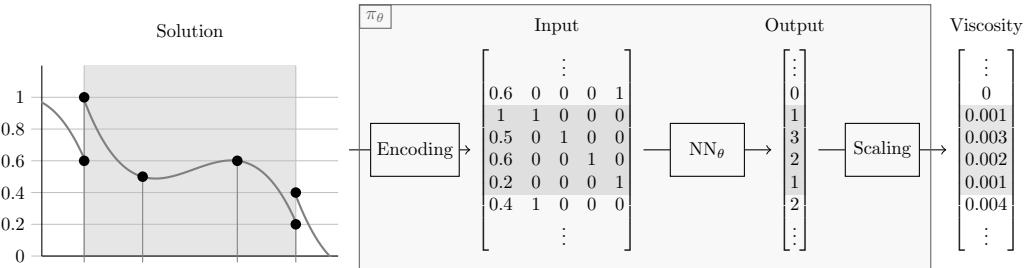 Solution
1
0.8
0.6
0.4
0.2
0
πθ
Encoding
Input
⋮
0.6 0 0 0 1
1 1 0 0 0
0.5 0 1 0 0
0.6 0 0 1 0
0.2 0 0 0 1
0.4 1 0 0 0
⋮
NNθ
Output
⋮
0
1
3
2
1
2
⋮
Scaling
Viscosity
⋮
0
0.001
0.003
0.002
0.001
0.004
⋮